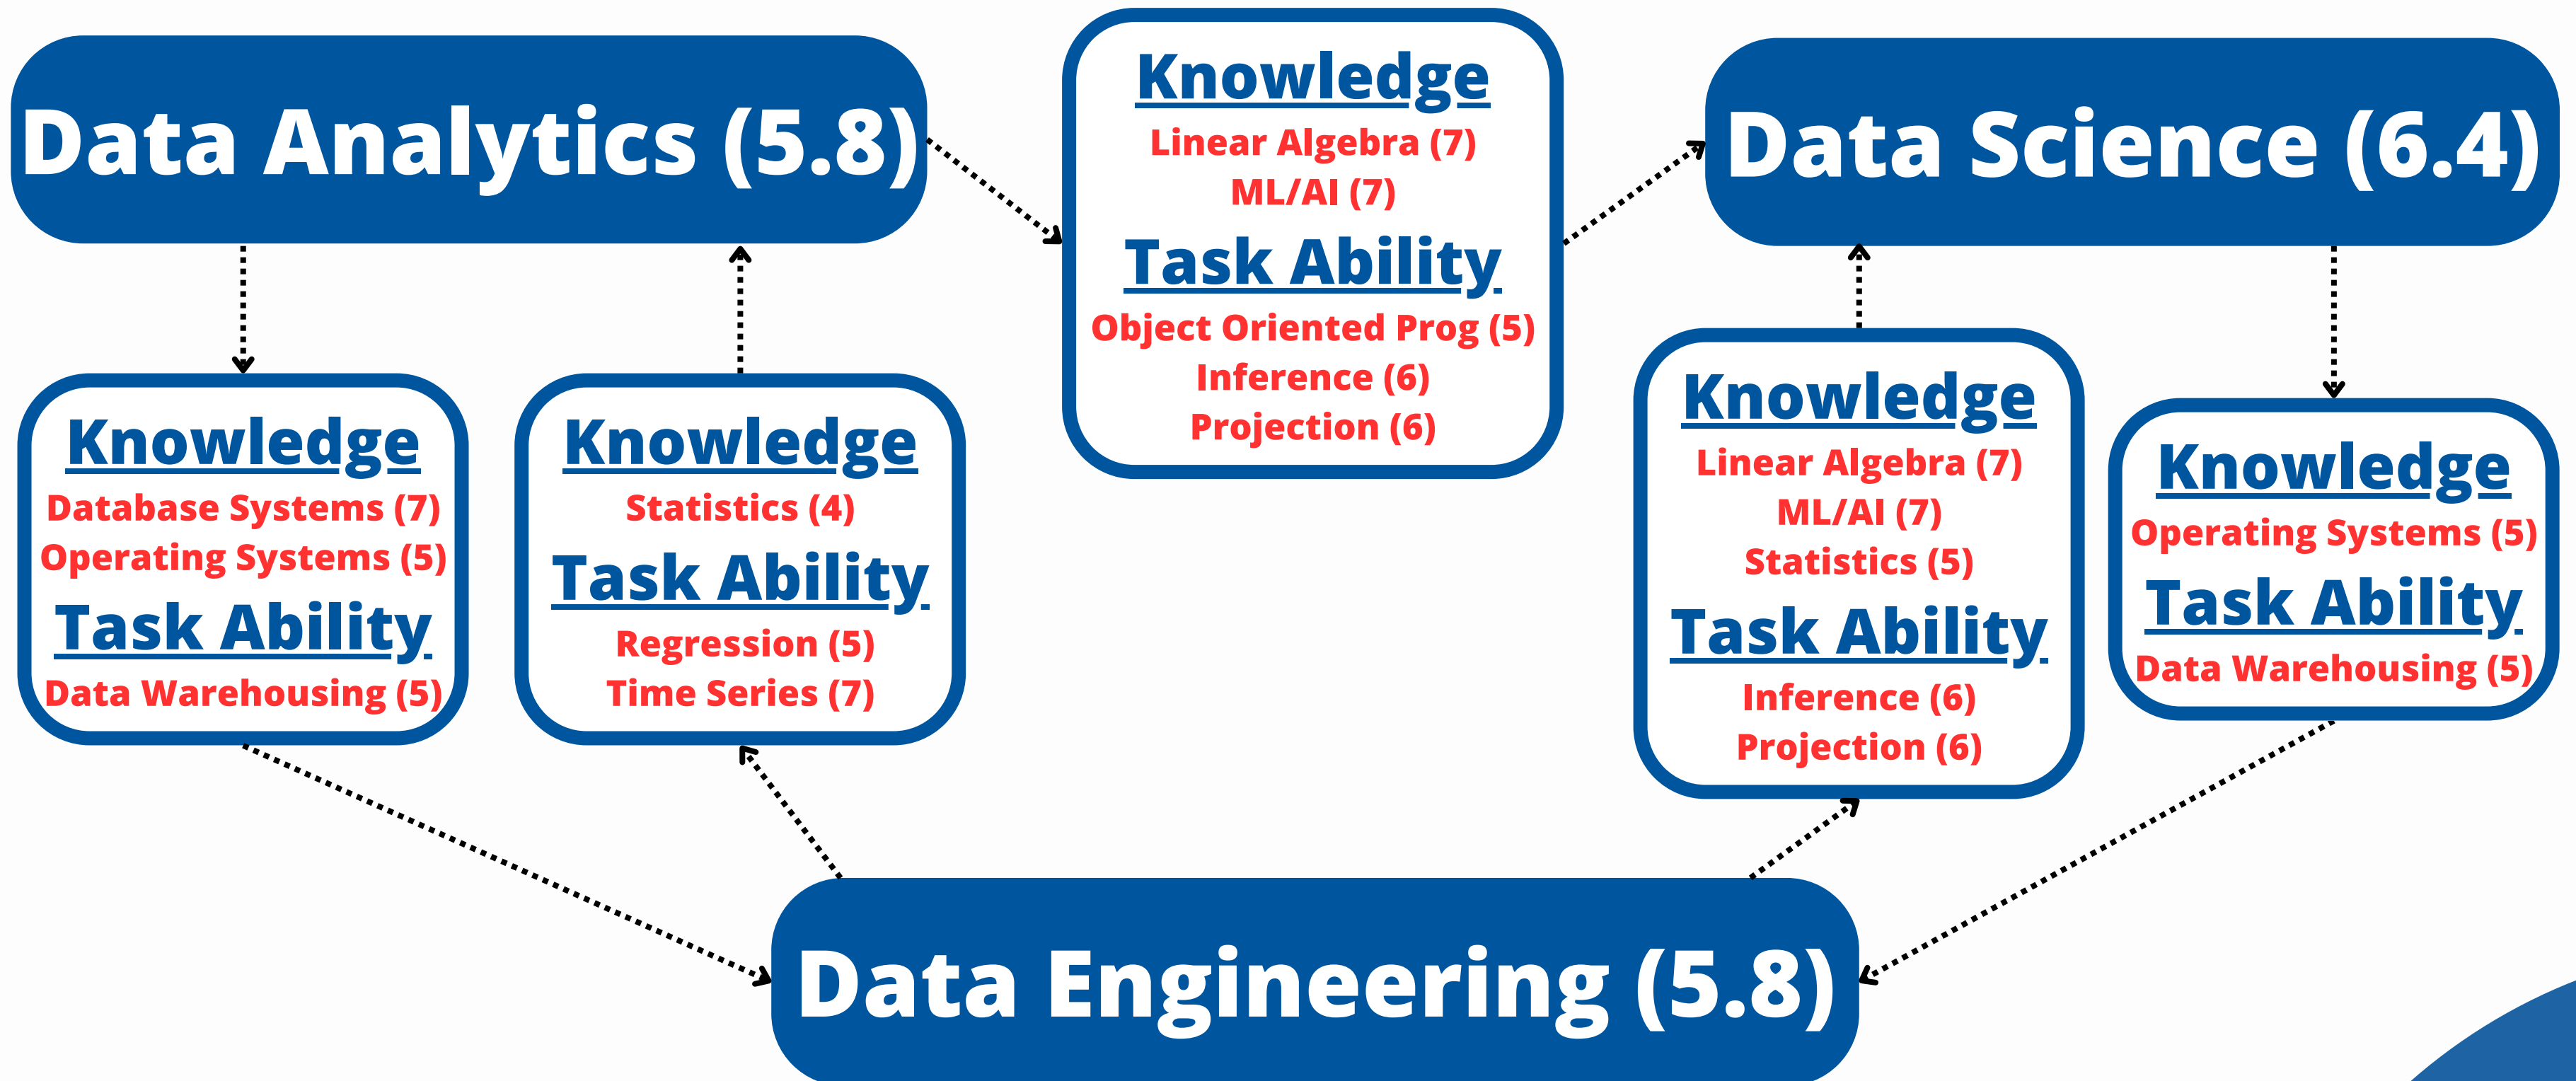 Data Analytics (5.8)
Knowledge
Linear Algebra (7)
ML/AI (7)
Task Ability
Object Oriented Prog (5)
Inference (6)
Projection (6)
Data Science (6.4)
Knowledge
Database Systems (7)
Operating Systems (5)
Task Ability
Data Warehousing (5)
Knowledge
Statistics (4)
Task Ability
Regression (5)
Time Series (7)
Knowledge
Linear Algebra (7)
ML/AI (7)
Statistics (5)
Task Ability
Inference (6)
Projection (6)
Knowledge
Operating Systems (5)
Task Ability
Data Warehousing (5)
Data Engineering (5.8)